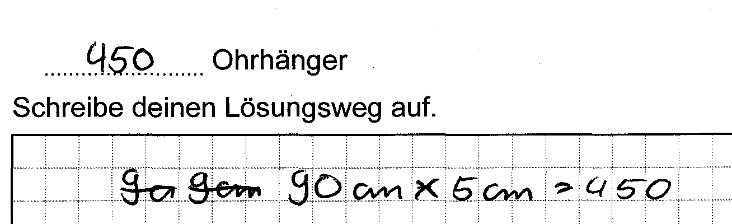 450 Ohrhänger
Schreibe deinen Lösungsweg auf.
90 cm x 5 cm = 450